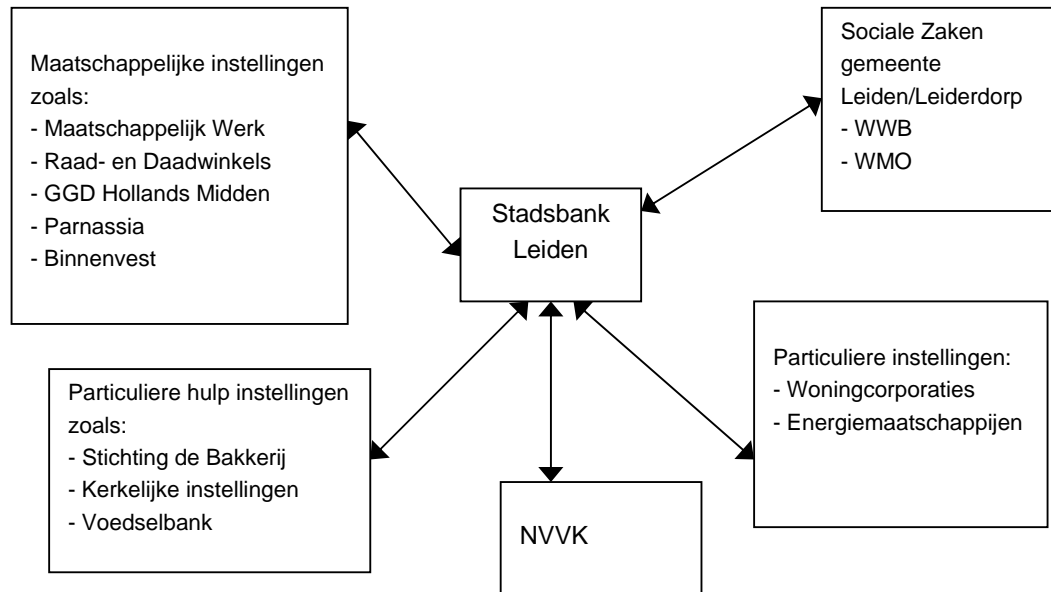 Maatschappelijke instellingen
zoals:
- Maatschappelijk Werk
- Raad- en Daadwinkels
- GGD Hollands Midden
- Parnassia
- Binnenvest
Sociale Zaken
gemeente
Leiden/Leiderdorp
- WWB
- WMO
Stadsbank
Leiden
Particuliere hulp instellingen
zoals:
- Stichting de Bakkerij
- Kerkelijke instellingen
- Voedselbank
NVVK
Particuliere instellingen:
- Woningcorporaties
- Energiemaatschappijen